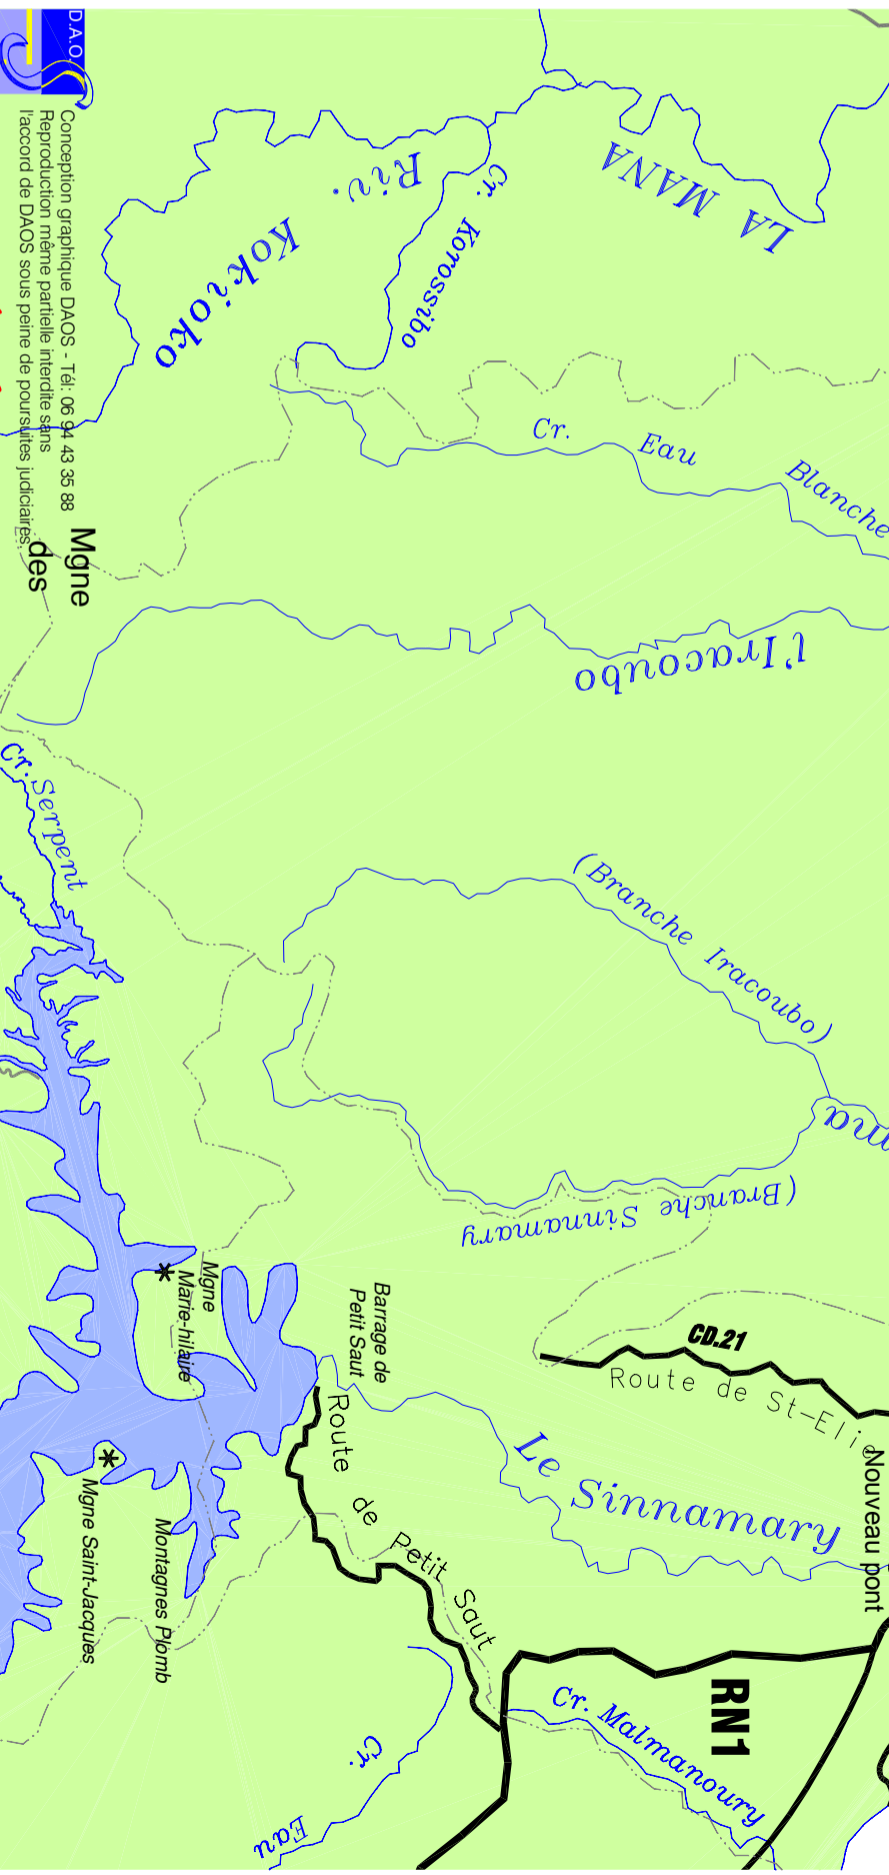 D.A.O.
Conception graphique DAOS - Tél: 06 94 43 35 88
Reproduction même partielle interdite sans
l'accord de DAOS sous peine de poursuites judiciaires.
LA MANA
Riv. Kokioko
Cr. Korossibo
Cr. Eau Blanche
Mgne
des
l'Iracoubo
Cr. Serpent
(Branche Iracoubo)
(Branche Sinnamary
Mgne
Marie-hilaire
Barrage de
Petit Saut
CD.21
Route de St-Elie
Route de Petit Saut
Le Sinnamary
Nouveau pont
Mgne Saint-Jacques
Montagnes Plomb
RN1
Cr. Malmanoury
Cr. Eau